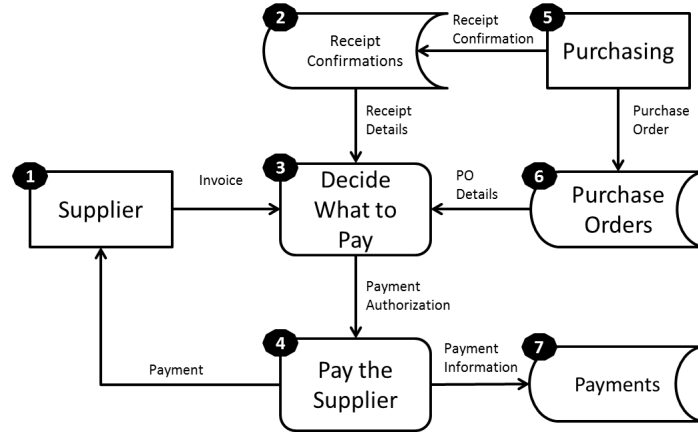 2
Receipt
Confirmations
Receipt
Confirmation
5
Purchasing
Receipt
Details
Purchase
Order
1
Supplier
Invoice
3
Decide
What to
Pay
PO
Details
6
Purchase
Orders
Payment
Authorization
4
Pay the
Supplier
Payment
Payment
Information
7
Payments